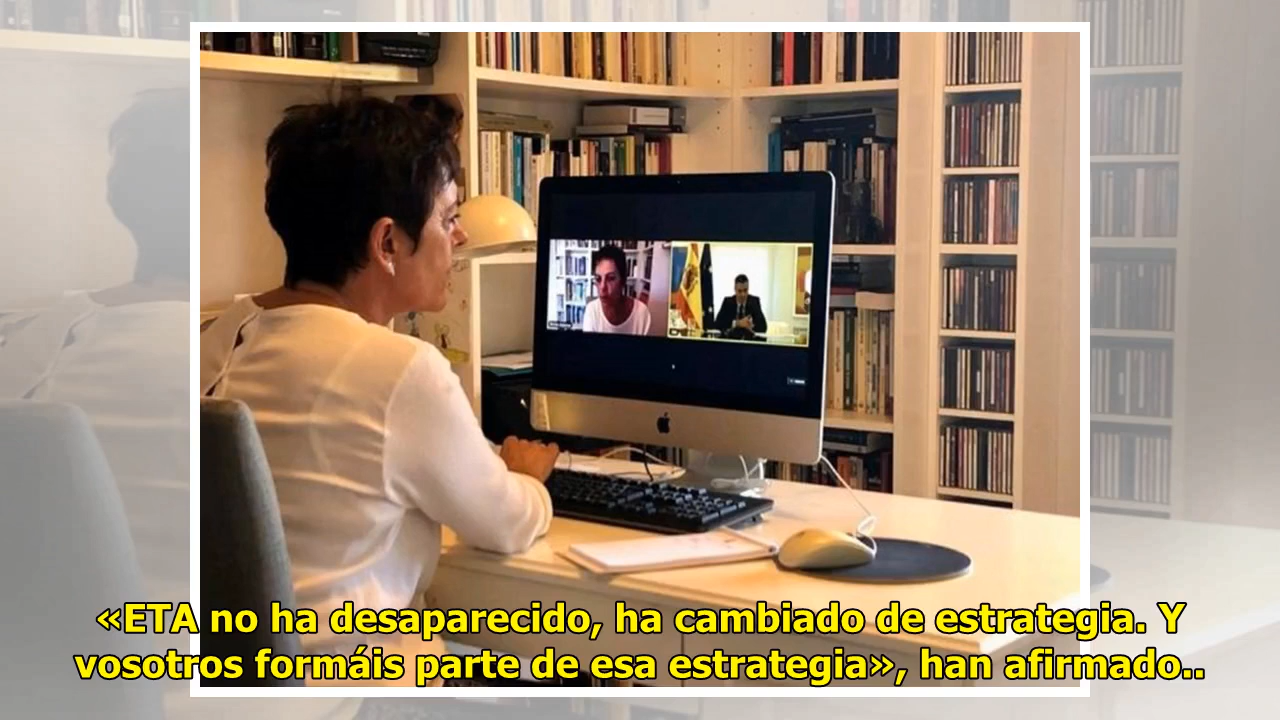 «ETA no ha desaparecido, ha cambiado de estrategia. Y
vosotros formáis parte de esa estrategia», han afirmado..